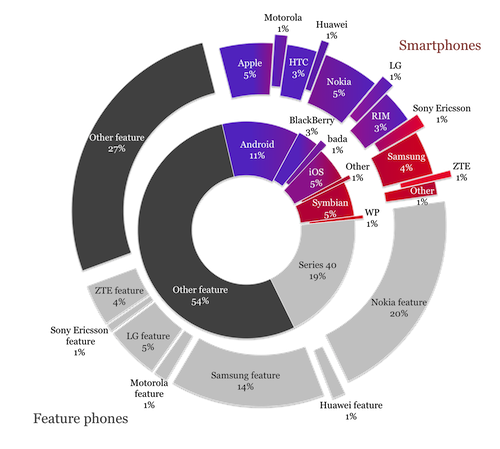 Motorola
1%
Huawei
1%
Smartphones
Apple
5%
HTC
3%
Nokia
5%
LG
1%
RIM
3%
Sony Ericsson
1%
Samsung
4%
ZTE
1%
Other
1%
Other feature
27%
Android
11%
BlackBerry
3%
bada
1%
iOS
5%
Other
1%
Symbian
5%
WP
1%
Series 40
19%
Other feature
54%
Nokia feature
20%
ZTE feature
4%
Sony Ericsson
feature
1%
LG feature
5%
Motorola
feature
1%
Samsung feature
14%
Huawei feature
1%
Feature phones